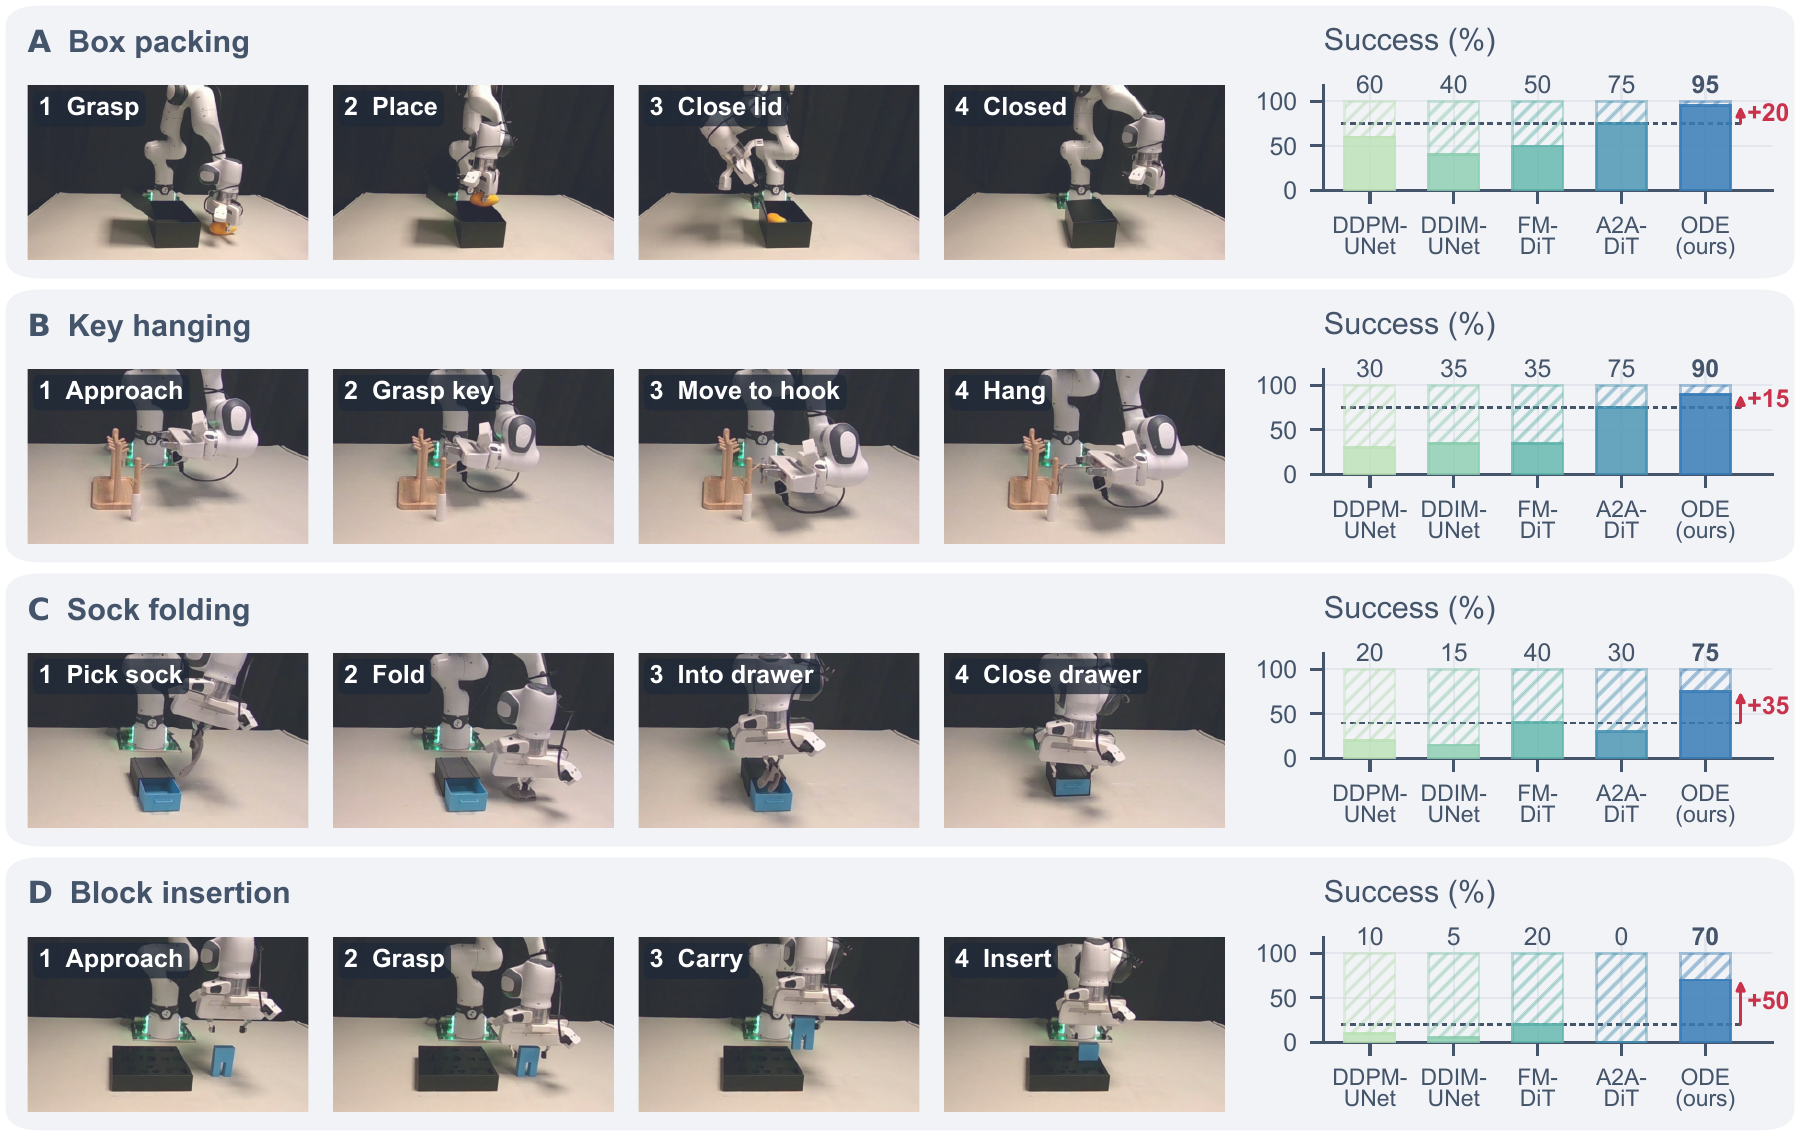 A Box packing
1 Grasp
2 Place
3 Close lid
4 Closed
Success (%)
60 40 50 75 95
100
50
0
+20
DDPM-UNet
DDIM-UNet
FM-DiT
A2A-DiT
ODE (ours)
B Key hanging
1 Approach
2 Grasp key
3 Move to hook
4 Hang
Success (%)
30 35 35 75 90
100
50
0
+15
DDPM-UNet
DDIM-UNet
FM-DiT
A2A-DiT
ODE (ours)
C Sock folding
1 Pick sock
2 Fold
3 Into drawer
4 Close drawer
Success (%)
20 15 40 30 75
100
50
0
+35
DDPM-UNet
DDIM-UNet
FM-DiT
A2A-DiT
ODE (ours)
D Block insertion
1 Approach
2 Grasp
3 Carry
4 Insert
Success (%)
10 5 20 0 70
100
50
0
+50
DDPM-UNet
DDIM-UNet
FM-DiT
A2A-DiT
ODE (ours)